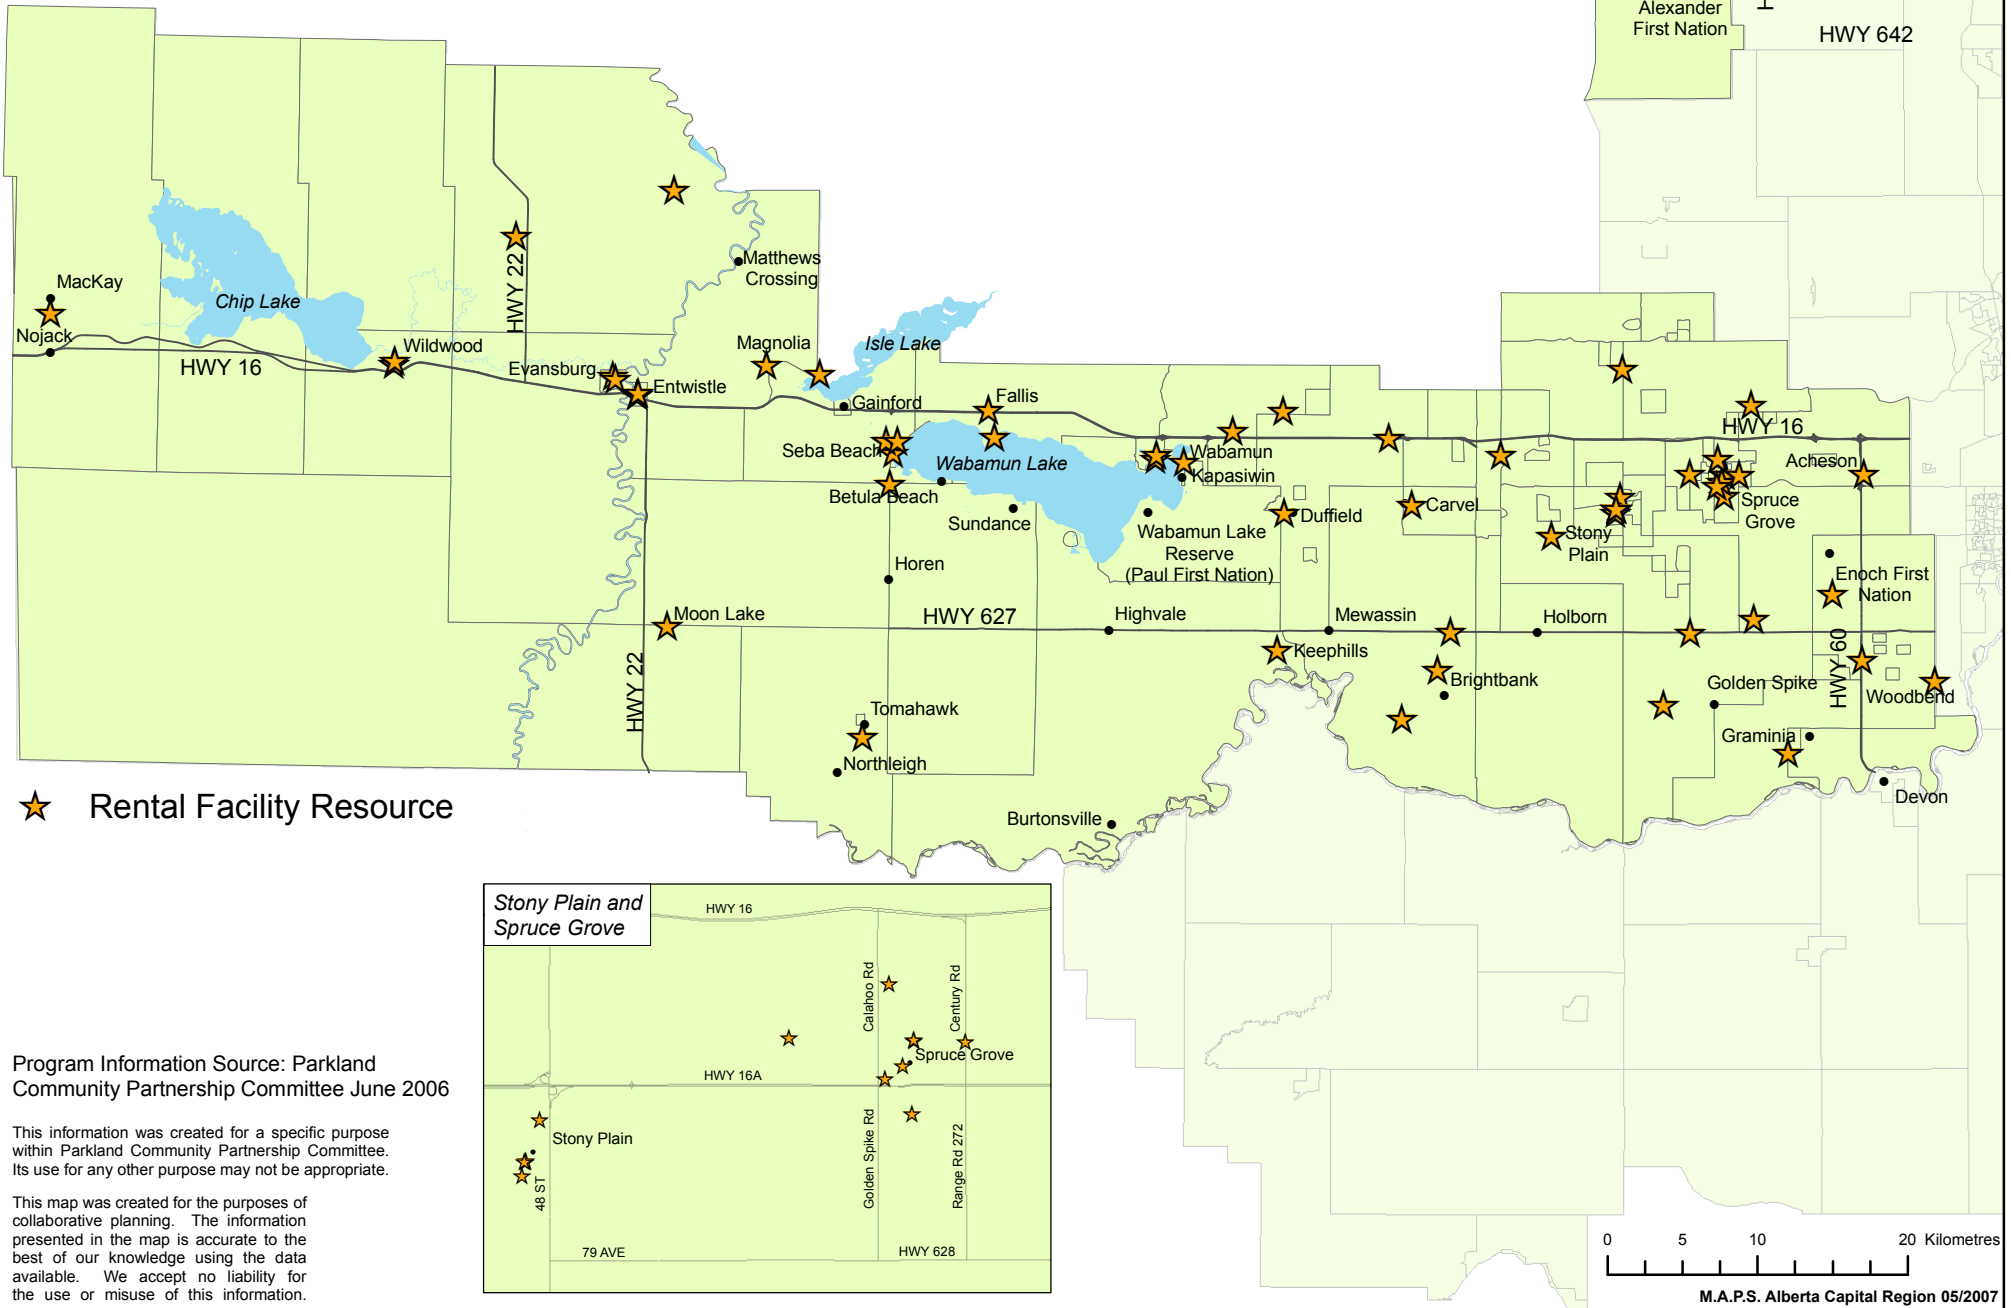 Alexander
First Nation
H
HWY 642
Matthews
Crossing
MacKay
Chip Lake
HWY 22
Nojack
HWY 16
Wildwood
Evansburg
Entwistle
Magnolia
Isle Lake
Gainford
Fallis
Seba Beach
Wabamun Lake
Betula Beach
Sundance
Wabamun
Kapasiwin
Wabamun Lake
Reserve
(Paul First Nation)
Duffield
Carvel
HWY 16
Acheson
Spruce
Grove
Stony
Plain
Enoch First
Nation
Horen
Moon Lake
HWY 627
Highvale
Mewassin
Holborn
Keephills
Brightbank
HWY 22
HWY 60
Golden Spike
Woodbend
Graminia
Devon
Tomahawk
Northleigh
Burtonsville
Rental Facility Resource
Stony Plain and
Spruce Grove
HWY 16
Calahoo Rd
Century Rd
Spruce Grove
HWY 16A
Golden Spike Rd
Range Rd 272
Stony Plain
48 ST
79 AVE
HWY 628
Program Information Source: Parkland
Community Partnership Committee June 2006
This information was created for a specific purpose
within Parkland Community Partnership Committee.
Its use for any other purpose may not be appropriate.
This map was created for the purposes of
collaborative planning. The information
presented in the map is accurate to the
best of our knowledge using the data
available. We accept no liability for
the use or misuse of this information.
0 5 10 20 Kilometres
M.A.P.S. Alberta Capital Region 05/2007